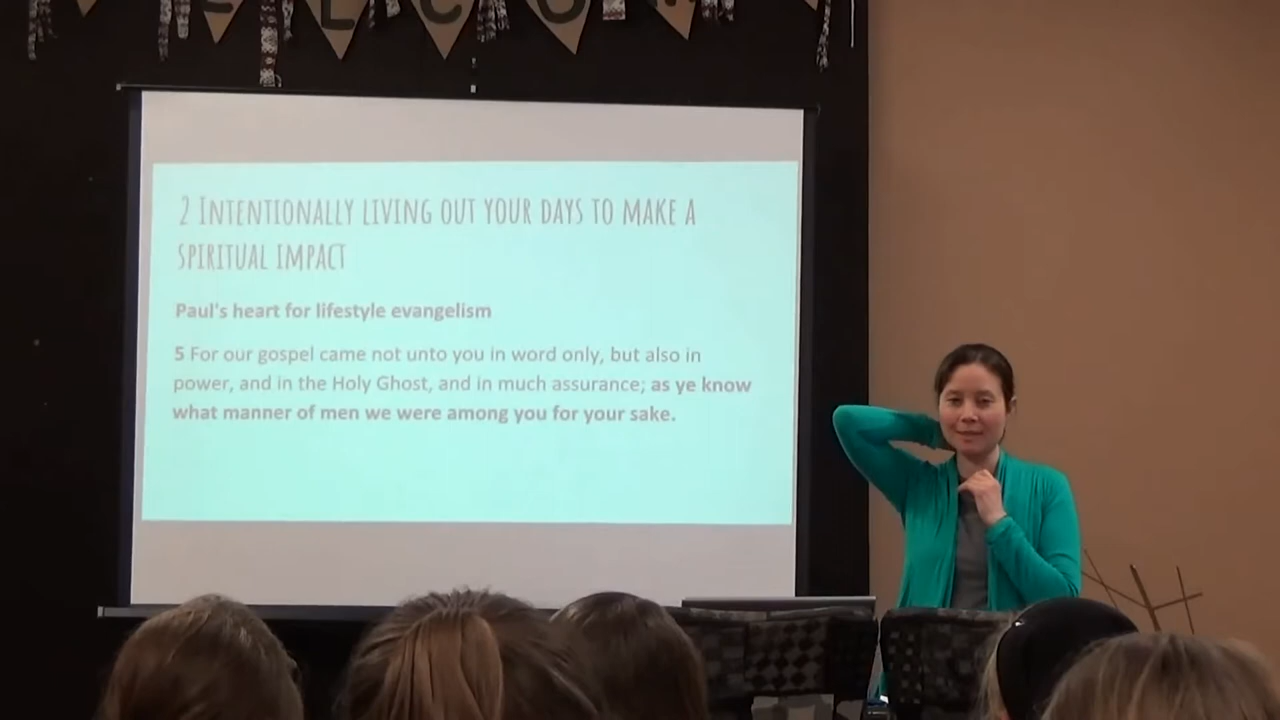 ELCO
2 INTENTIONALLY LIVING OUT YOUR DAYS TO MAKE A
SPIRITUAL IMPACT
Paul's heart for lifestyle evangelism
5 For our gospel came not unto you in word only, but also in
power, and in the Holy Ghost, and in much assurance; as ye know
what manner of men we were among you for your sake.